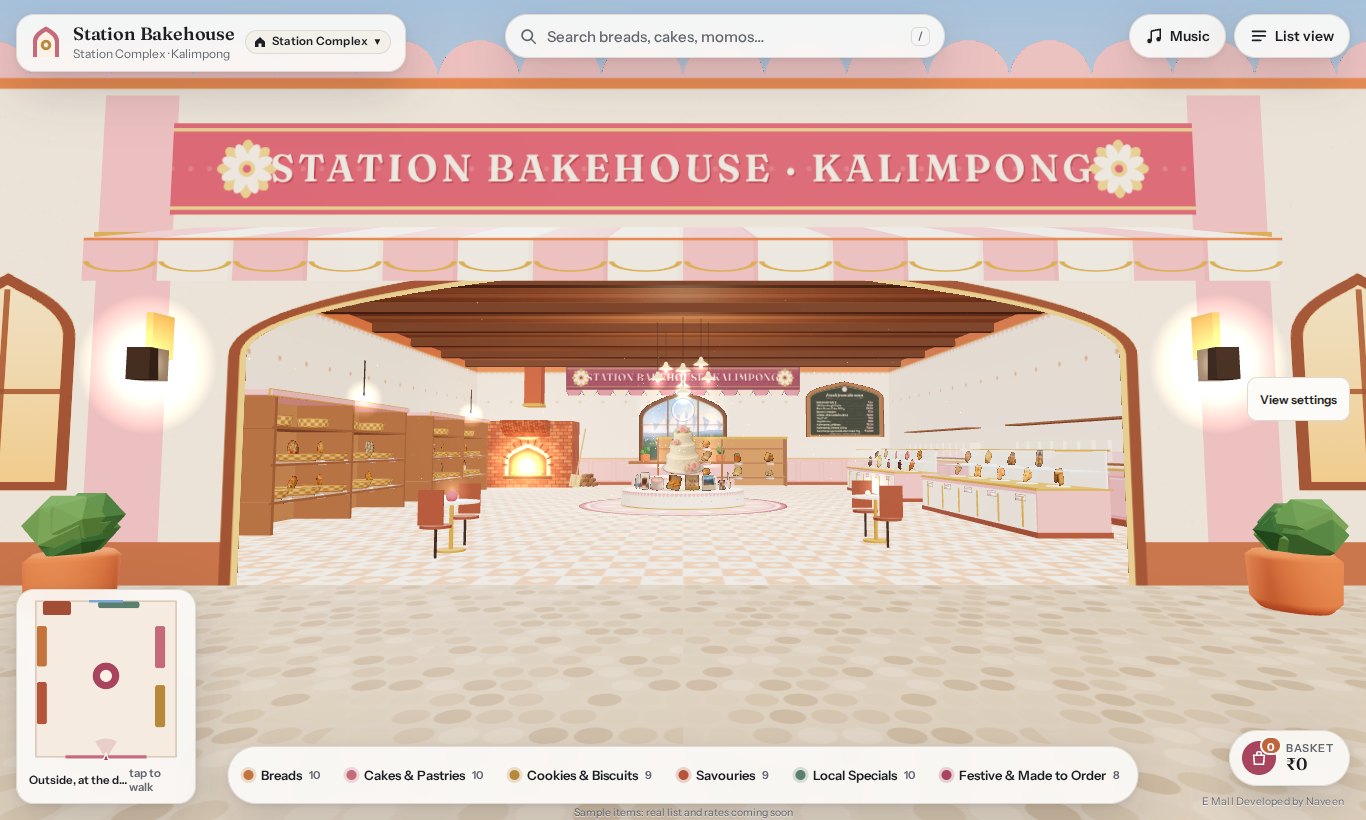 Station Bakehouse
Station Complex · Kalimpong
Station Complex ▾
Search breads, cakes, momos...
/
Music
List view
STATION BAKEHOUSE · KALIMPONG
STATION BAKEHOUSE · KALIMPONG
View settings
Outside, at the d...
tap to walk
Breads 10
Cakes & Pastries 10
Cookies & Biscuits 9
Savouries 9
Local Specials 10
Festive & Made to Order 8
0
BASKET
₹0
Sample items: real list and rates coming soon
E Mall Developed by Naveen